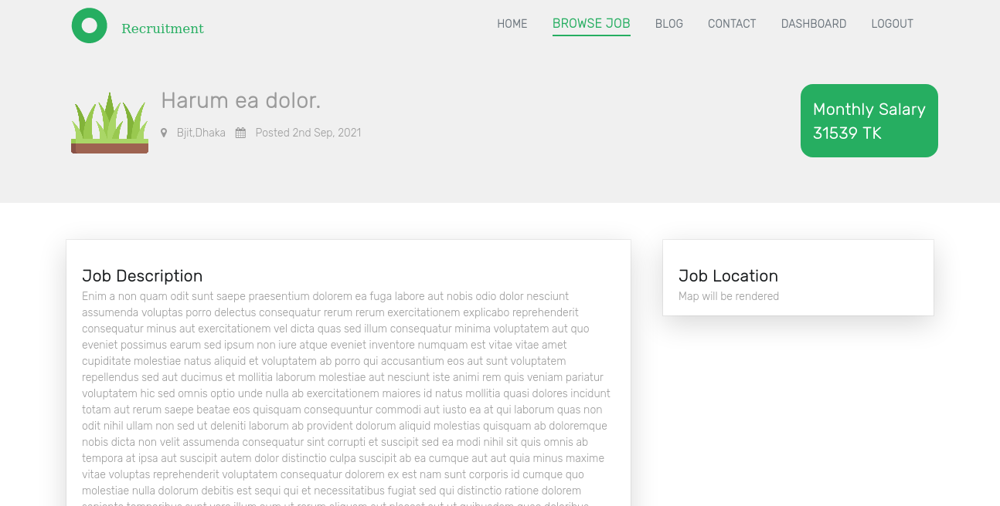 Recruitment
HOME
BROWSE JOB
BLOG
CONTACT
DASHBOARD
LOGOUT
Harum ea dolor.
Bjit,Dhaka
Posted 2nd Sep, 2021
Monthly Salary
31539 TK
Job Description
Enim a non quam odit sunt saepe praesentium dolorem ea fuga labore aut nobis odio dolor nesciunt
assumenda voluptas porro delectus consequatur rerum rerum exercitationem explicabo reprehenderit
consequatur minus aut exercitationem vel dicta quas sed illum consequatur minima voluptatem aut quo
eveniet possimus earum sed ipsum non iure atque eveniet inventore numquam est vitae vitae amet
cupiditate molestiae natus aliquid et voluptatem ab porro qui accusantium eos aut sunt voluptatem
repellendus sed aut ducimus et mollitia laborum molestiae aut nesciunt iste animi rem quis veniam pariatur
voluptatem hic sed omnis optio unde nulla ab exercitationem maiores id natus mollitia quasi dolores incidunt
totam aut rerum saepe beatae eos quisquam consequuntur commodi aut iusto ea at qui laborum quas non
odit nihil ullam non sed ut deleniti laborum ab provident dolorum aliquid molestias quisquam ab doloremque
nobis dicta non velit assumenda consequatur sint corrupti et suscipit sed ea modi nihil sit quis omnis ab
tempora at ipsa aut suscipit autem dolor distinctio culpa suscipit ab ea cumque aut aut quia minus maxime
vitae voluptas reprehenderit voluptatem consequatur dolorem ex est nam sunt corporis id cumque quo
molestiae nulla dolorum debitis est sequi qui et necessitatibus fugiat sed qui distinctio ratione dolorem
Job Location
Map will be rendered